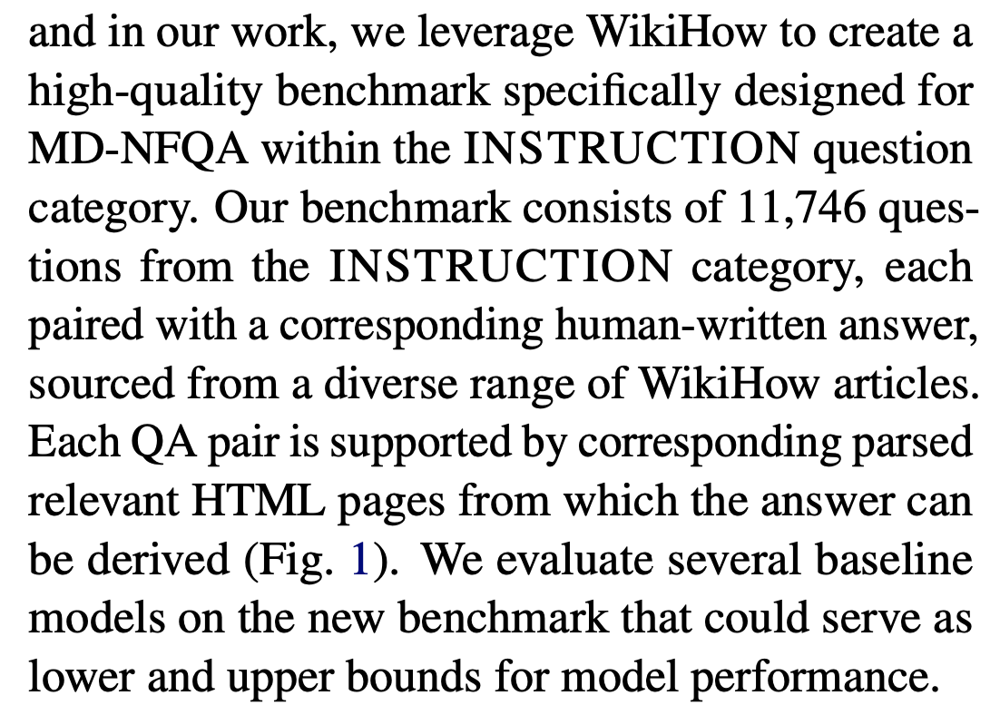 and in our work, we leverage WikiHow to create a
high-quality benchmark specifically designed for
MD-NFQA within the INSTRUCTION question
category. Our benchmark consists of 11,746 ques-
tions from the INSTRUCTION category, each
paired with a corresponding human-written answer,
sourced from a diverse range of WikiHow articles.
Each QA pair is supported by corresponding parsed
relevant HTML pages from which the answer can
be derived (Fig. 1). We evaluate several baseline
models on the new benchmark that could serve as
lower and upper bounds for model performance.